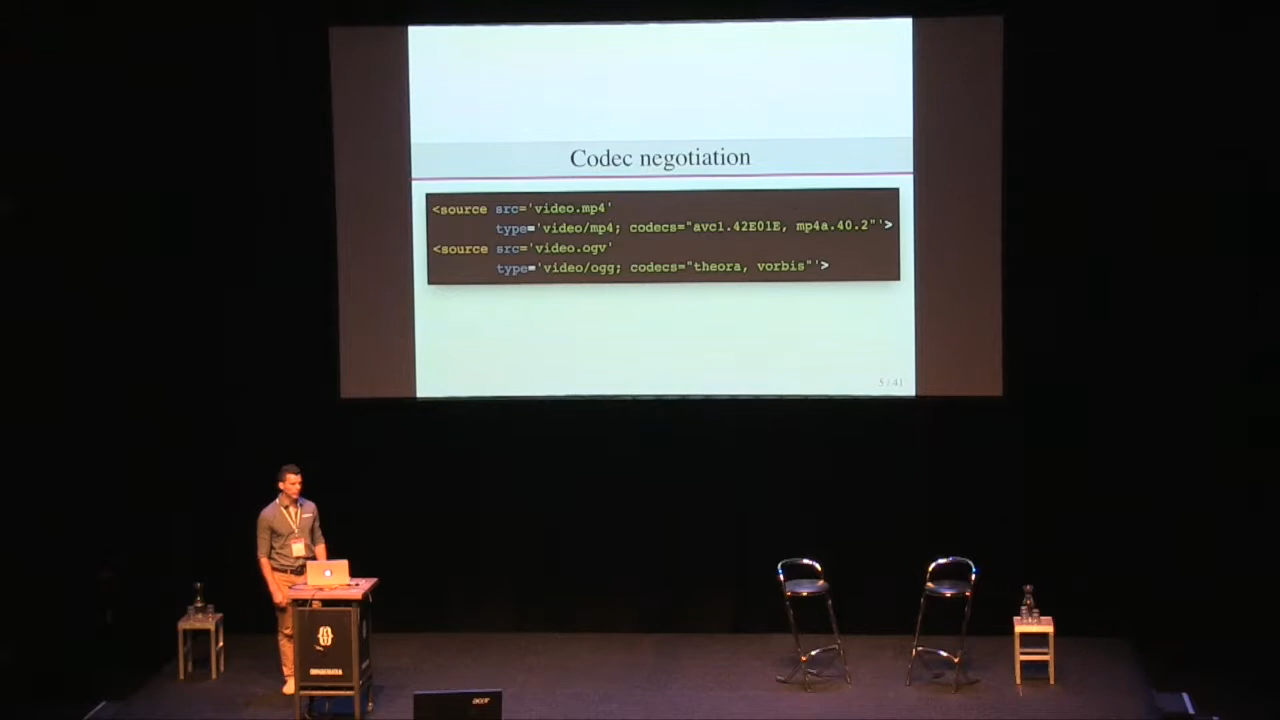 Codec negotiation
<source src='video.mp4'
type='video/mp4; codecs="avc1.42E01E, mp4a.40.2"'>
<source src='video.ogv'
type='video/ogg; codecs="theora, vorbis"'>
5 / 41
acer